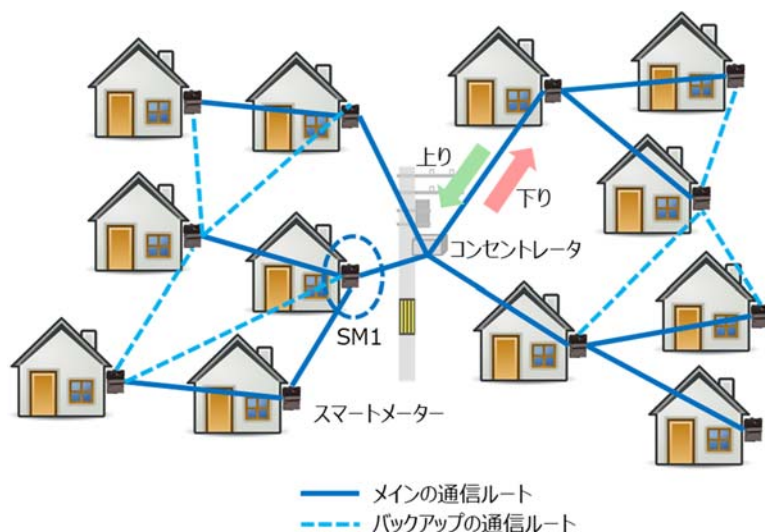 上り
下り
コンセントレータ
SM1
スマートメーター
メインの通信ルート
バックアップの通信ルート